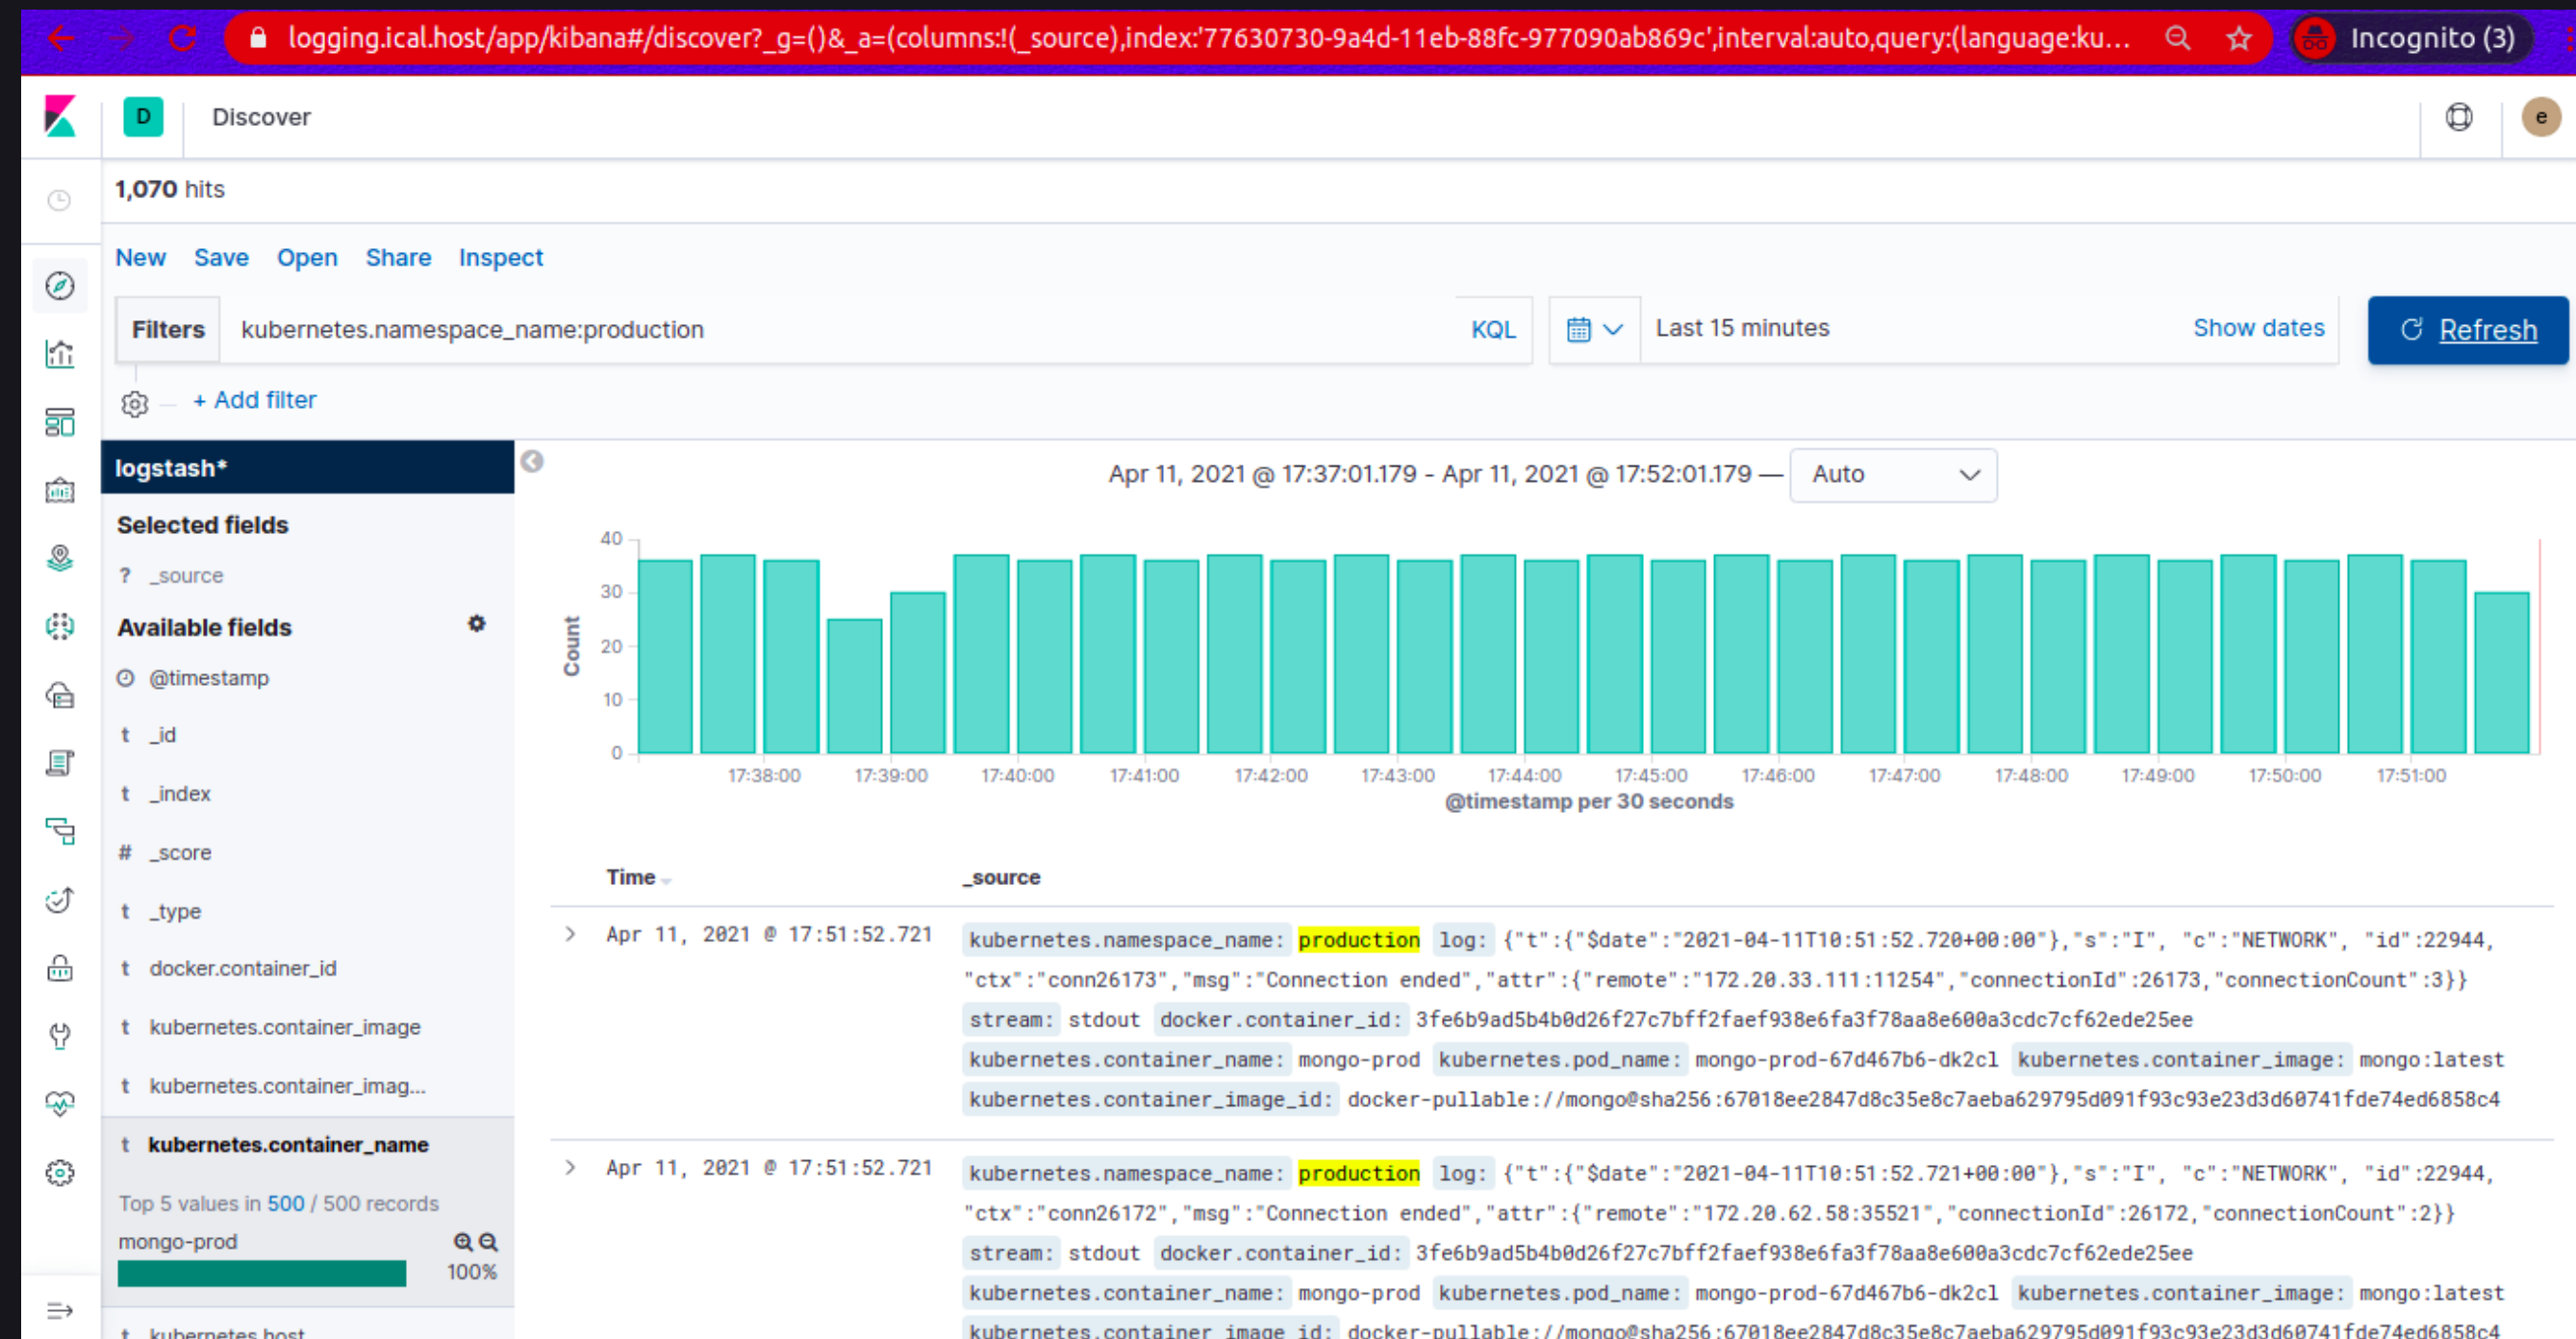 logging.ical.host/app/kibana#/discover?_g=()&_a=(columns:!(_source),index:'77630730-9a4d-11eb-88fc-977090ab869c',interval:auto,query:(language:ku...
Incognito (3)
D
Discover
e
1,070 hits
New Save Open Share Inspect
Filters kubernetes.namespace_name:production KQL Last 15 minutes Show dates Refresh
+ Add filter
logstash*
Selected fields
? _source
Available fields
@timestamp
t _id
t _index
# _score
t _type
t docker.container_id
t kubernetes.container_image
t kubernetes.container_imag...
t kubernetes.container_name
Top 5 values in 500 / 500 records
mongo-prod
100%
t kubernetes.host
Apr 11, 2021 @ 17:37:01.179 - Apr 11, 2021 @ 17:52:01.179 — Auto
Count
40
30
20
10
0
17:38:00 17:39:00 17:40:00 17:41:00 17:42:00 17:43:00 17:44:00 17:45:00 17:46:00 17:47:00 17:48:00 17:49:00 17:50:00 17:51:00
@timestamp per 30 seconds
Time _source
Apr 11, 2021 @ 17:51:52.721 kubernetes.namespace_name: production log: {"t":{"$date":"2021-04-11T10:51:52.720+00:00"},"s":"I", "c":"NETWORK", "id":22944,
"ctx":"conn26173","msg":"Connection ended","attr":{"remote":"172.20.33.111:11254","connectionId":26173,"connectionCount":3}}
stream: stdout docker.container_id: 3fe6b9ad5b4b0d26f27c7bff2faef938e6fa3f78aa8e600a3cdc7cf62ede25ee
kubernetes.container_name: mongo-prod kubernetes.pod_name: mongo-prod-67d467b6-dk2cl kubernetes.container_image: mongo:latest
kubernetes.container_image_id: docker-pullable://mongo@sha256:67018ee2847d8c35e8c7aeba629795d091f93c93e23d3d60741fde74ed6858c4
Apr 11, 2021 @ 17:51:52.721 kubernetes.namespace_name: production log: {"t":{"$date":"2021-04-11T10:51:52.721+00:00"},"s":"I", "c":"NETWORK", "id":22944,
"ctx":"conn26172","msg":"Connection ended","attr":{"remote":"172.20.62.58:35521","connectionId":26172,"connectionCount":2}}
stream: stdout docker.container_id: 3fe6b9ad5b4b0d26f27c7bff2faef938e6fa3f78aa8e600a3cdc7cf62ede25ee
kubernetes.container_name: mongo-prod kubernetes.pod_name: mongo-prod-67d467b6-dk2cl kubernetes.container_image: mongo:latest
kubernetes.container_image_id: docker-pullable://mongo@sha256:67018ee2847d8c35e8c7aeba629795d091f93c93e23d3d60741fde74ed6858c4